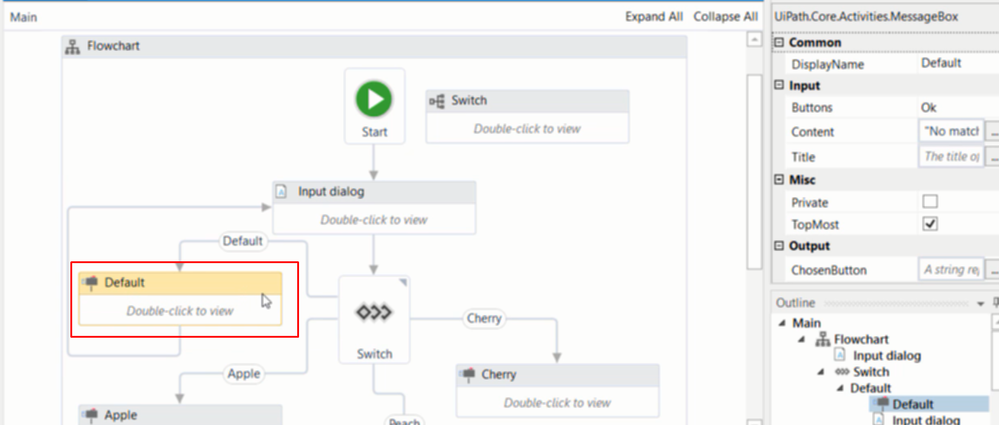 Main
Expand All
Collapse All
Flowchart
Start
Switch
Double-click to view
Input dialog
Double-click to view
Default
Default
Double-click to view
Switch
Cherry
Apple
Cherry
Double-click to view
Apple
Peach
UiPath.Core.Activities.MessageBox
Common
DisplayName Default
Input
Buttons Ok
Content "No match
Title The title of
Misc
Private
TopMost
Output
ChosenButton A string rep
Outline
Main
Flowchart
Input dialog
Switch
Default
Default
Input dialog